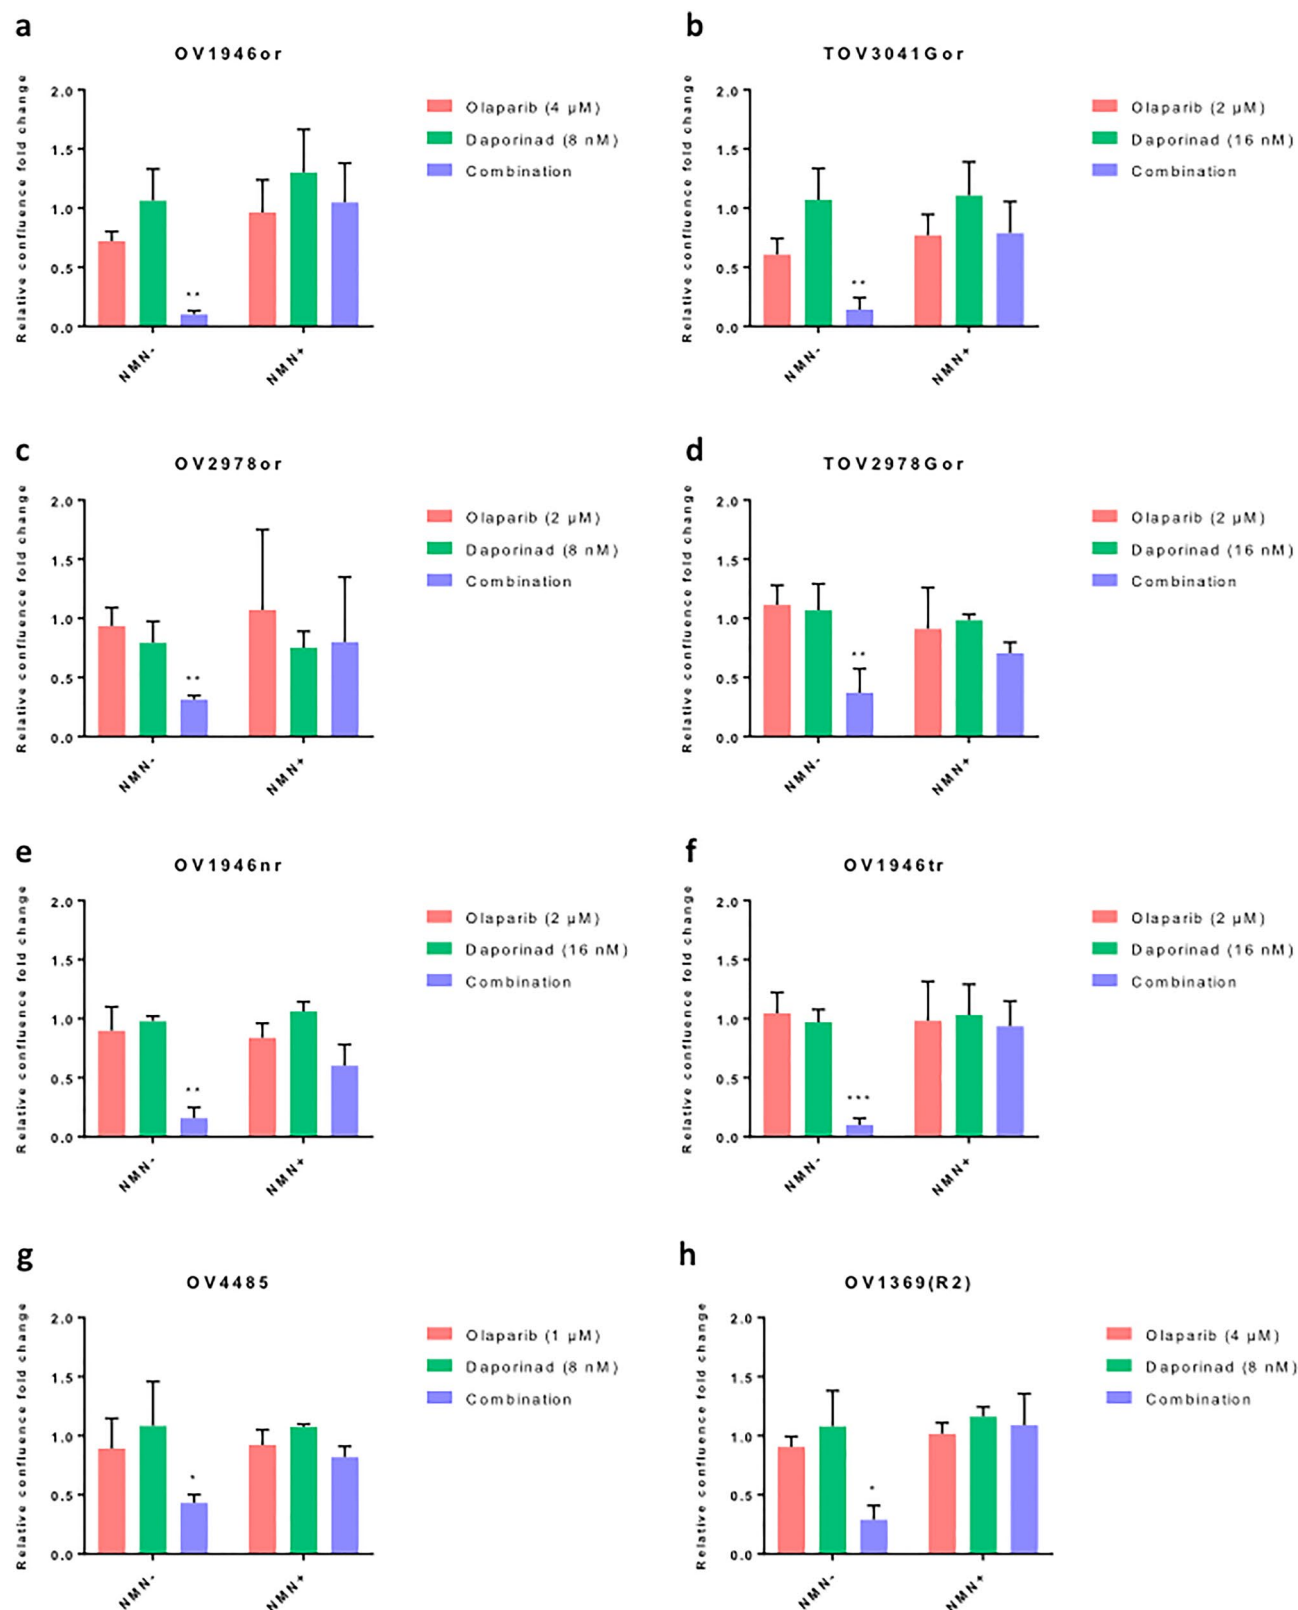 a
OV1946or
Relative confluence fold change
2.0
1.5
1.0
0.5
0.0
**
NMN-
NMN+
Olaparib (4 µM)
Daporinad (8 nM)
Combination
b
TOV3041Gor
Relative confluence fold change
2.0
1.5
1.0
0.5
0.0
**
NMN-
NMN+
Olaparib (2 µM)
Daporinad (16 nM)
Combination
c
OV2978or
Relative confluence fold change
2.0
1.5
1.0
0.5
0.0
**
NMN-
NMN+
Olaparib (2 µM)
Daporinad (8 nM)
Combination
d
TOV2978Gor
Relative confluence fold change
2.0
1.5
1.0
0.5
0.0
**
NMN-
NMN+
Olaparib (2 µM)
Daporinad (16 nM)
Combination
e
OV1946nr
Relative confluence fold change
2.0
1.5
1.0
0.5
0.0
**
NMN-
NMN+
Olaparib (2 µM)
Daporinad (16 nM)
Combination
f
OV1946tr
Relative confluence fold change
2.0
1.5
1.0
0.5
0.0
***
NMN-
NMN+
Olaparib (2 µM)
Daporinad (16 nM)
Combination
g
OV4485
Relative confluence fold change
2.0
1.5
1.0
0.5
0.0
*
NMN-
NMN+
Olaparib (1 µM)
Daporinad (8 nM)
Combination
h
OV1369(R2)
Relative confluence fold change
2.0
1.5
1.0
0.5
0.0
*
NMN-
NMN+
Olaparib (4 µM)
Daporinad (8 nM)
Combination